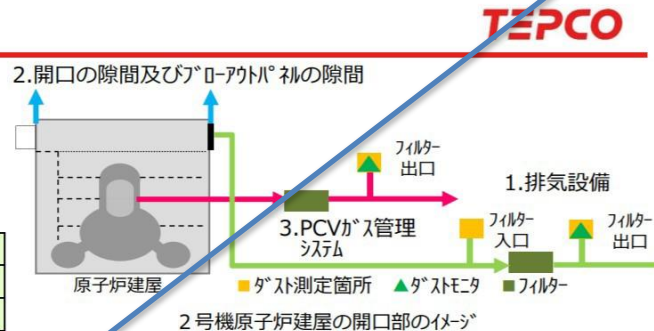 TEPCO
2.開口の隙間及びﾌﾞﾛｰｱｳﾄﾊﾟﾈﾙの隙間
ﾌｨﾙﾀｰ
出口
1.排気設備
3.PCVｶﾞｽ管理
ｼｽﾃﾑ
ﾌｨﾙﾀｰ
入口
ﾌｨﾙﾀｰ
出口
原子炉建屋
■ﾀﾞｽﾄ測定箇所 ▲ﾀﾞｽﾄﾓﾆﾀ ■ﾌｨﾙﾀｰ
2号機原子炉建屋の開口部のｲﾒｰｼﾞ